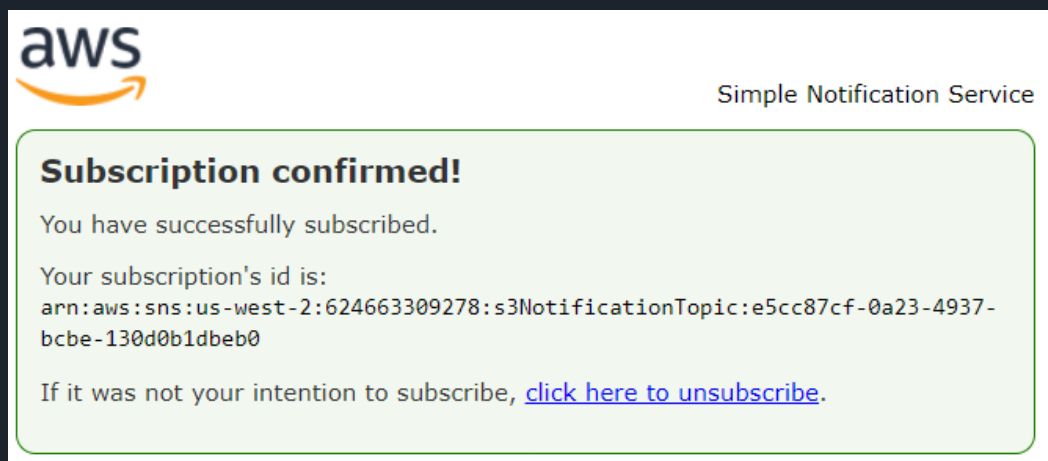 aws
Simple Notification Service
Subscription confirmed!
You have successfully subscribed.
Your subscription's id is:
arn:aws:sns:us-west-2:624663309278:s3NotificationTopic:e5cc87cf-0a23-4937-
bcbe-130d0b1dbeb0
If it was not your intention to subscribe, click here to unsubscribe.